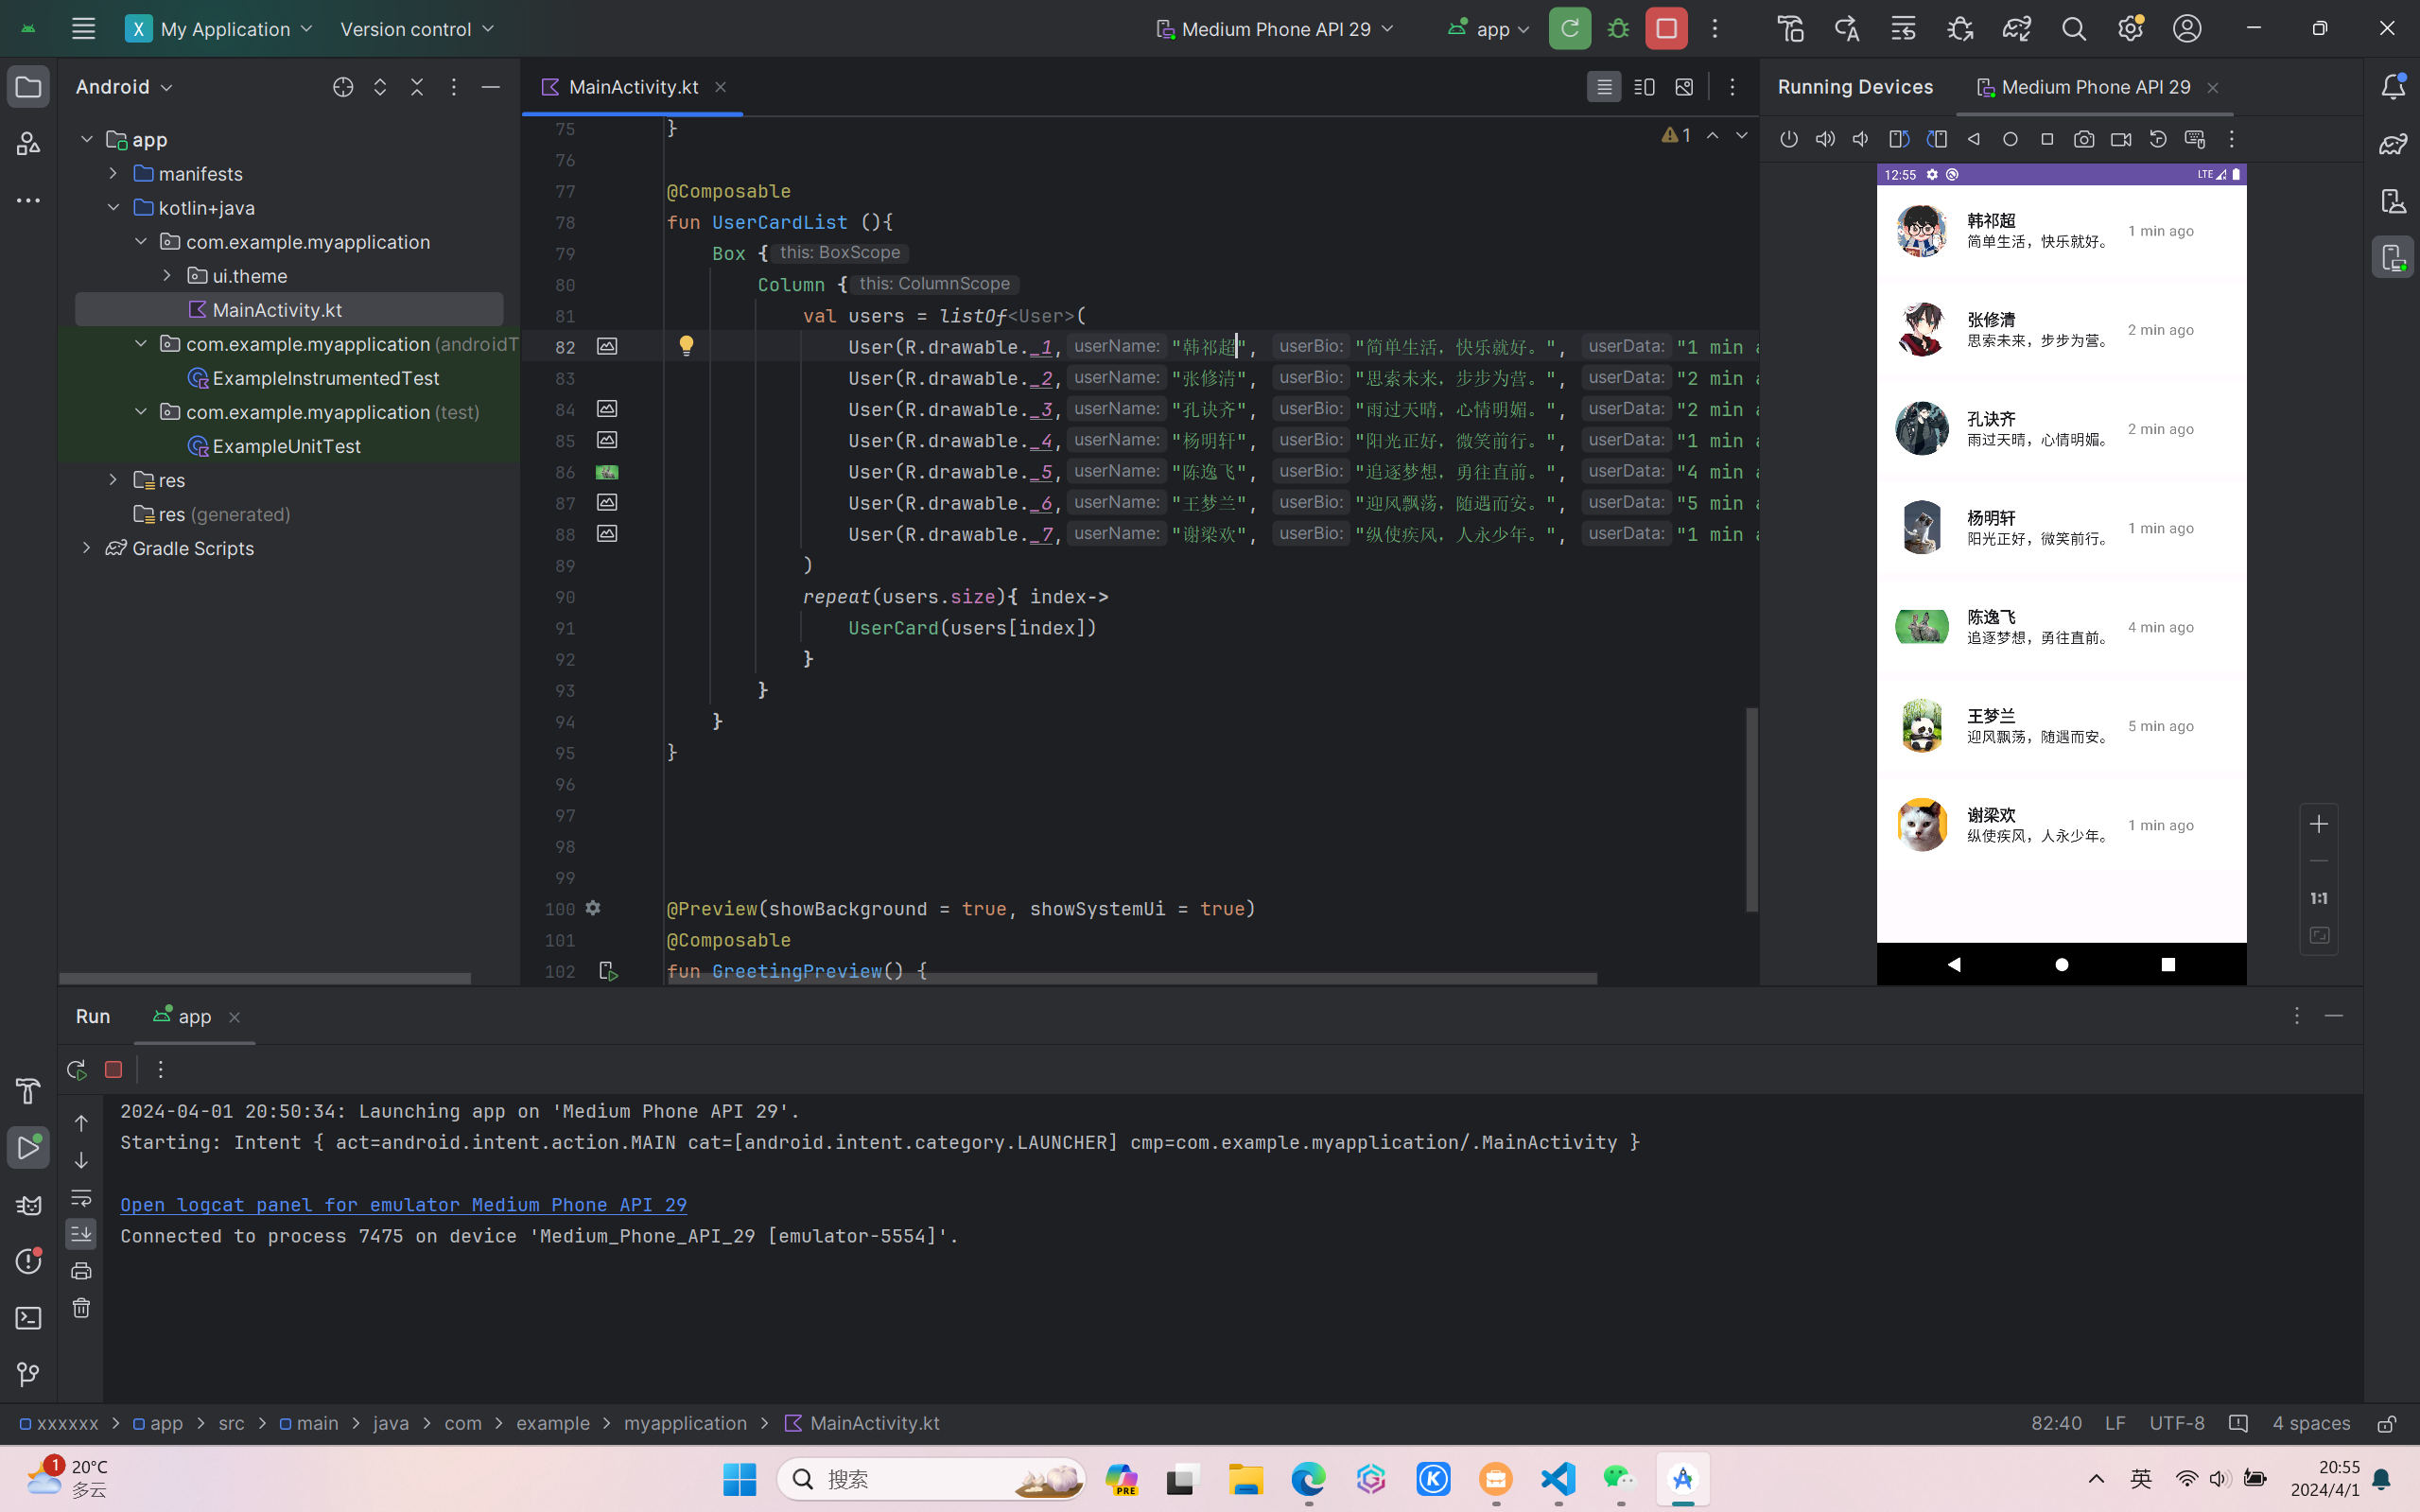 X My Application
Version control
Medium Phone API 29
app
Android
MainActivity.kt
Running Devices
Medium Phone API 29
app
manifests
kotlin+java
com.example.myapplication
ui.theme
MainActivity.kt
com.example.myapplication (androidT
ExampleInstrumentedTest
com.example.myapplication (test)
ExampleUnitTest
res
res (generated)
Gradle Scripts
1
75 }
76
77 @Composable
78 fun UserCardList (){
79 Box { this: BoxScope
80 Column { this: ColumnScope
81 val users = listOf<User>(
82 User(R.drawable._1, userName: "韩祁超", userBio: "简单生活，快乐就好。", userData: "1 min a
83 User(R.drawable._2, userName: "张修清", userBio: "思索未来，步步为营。", userData: "2 min a
84 User(R.drawable._3, userName: "孔诀齐", userBio: "雨过天晴，心情明媚。", userData: "2 min a
85 User(R.drawable._4, userName: "杨明轩", userBio: "阳光正好，微笑前行。", userData: "1 min a
86 User(R.drawable._5, userName: "陈逸飞", userBio: "追逐梦想，勇往直前。", userData: "4 min a
87 User(R.drawable._6, userName: "王梦兰", userBio: "迎风飘荡，随遇而安。", userData: "5 min a
88 User(R.drawable._7, userName: "谢梁欢", userBio: "纵使疾风，人永少年。", userData: "1 min a
89 )
90 repeat(users.size){ index->
91 UserCard(users[index])
92 }
93 }
94 }
95 }
96
97
98
99
100 @Preview(showBackground = true, showSystemUi = true)
101 @Composable
102 fun GreetingPreview() {
12:55 LTE
韩祁超
简单生活，快乐就好。 1 min ago
张修清
思索未来，步步为营。 2 min ago
孔诀齐
雨过天晴，心情明媚。 2 min ago
杨明轩
阳光正好，微笑前行。 1 min ago
陈逸飞
追逐梦想，勇往直前。 4 min ago
王梦兰
迎风飘荡，随遇而安。 5 min ago
谢梁欢
纵使疾风，人永少年。 1 min ago
1:1
Run
app
2024-04-01 20:50:34: Launching app on 'Medium Phone API 29'.
Starting: Intent { act=android.intent.action.MAIN cat=[android.intent.category.LAUNCHER] cmp=com.example.myapplication/.MainActivity }
Open logcat panel for emulator Medium Phone API 29
Connected to process 7475 on device 'Medium_Phone_API_29 [emulator-5554]'.
xxxxxx > app > src > main > java > com > example > myapplication > MainActivity.kt
82:40 LF UTF-8 4 spaces
1
20°C
多云
搜索
PRE
K
英
20:55
2024/4/1